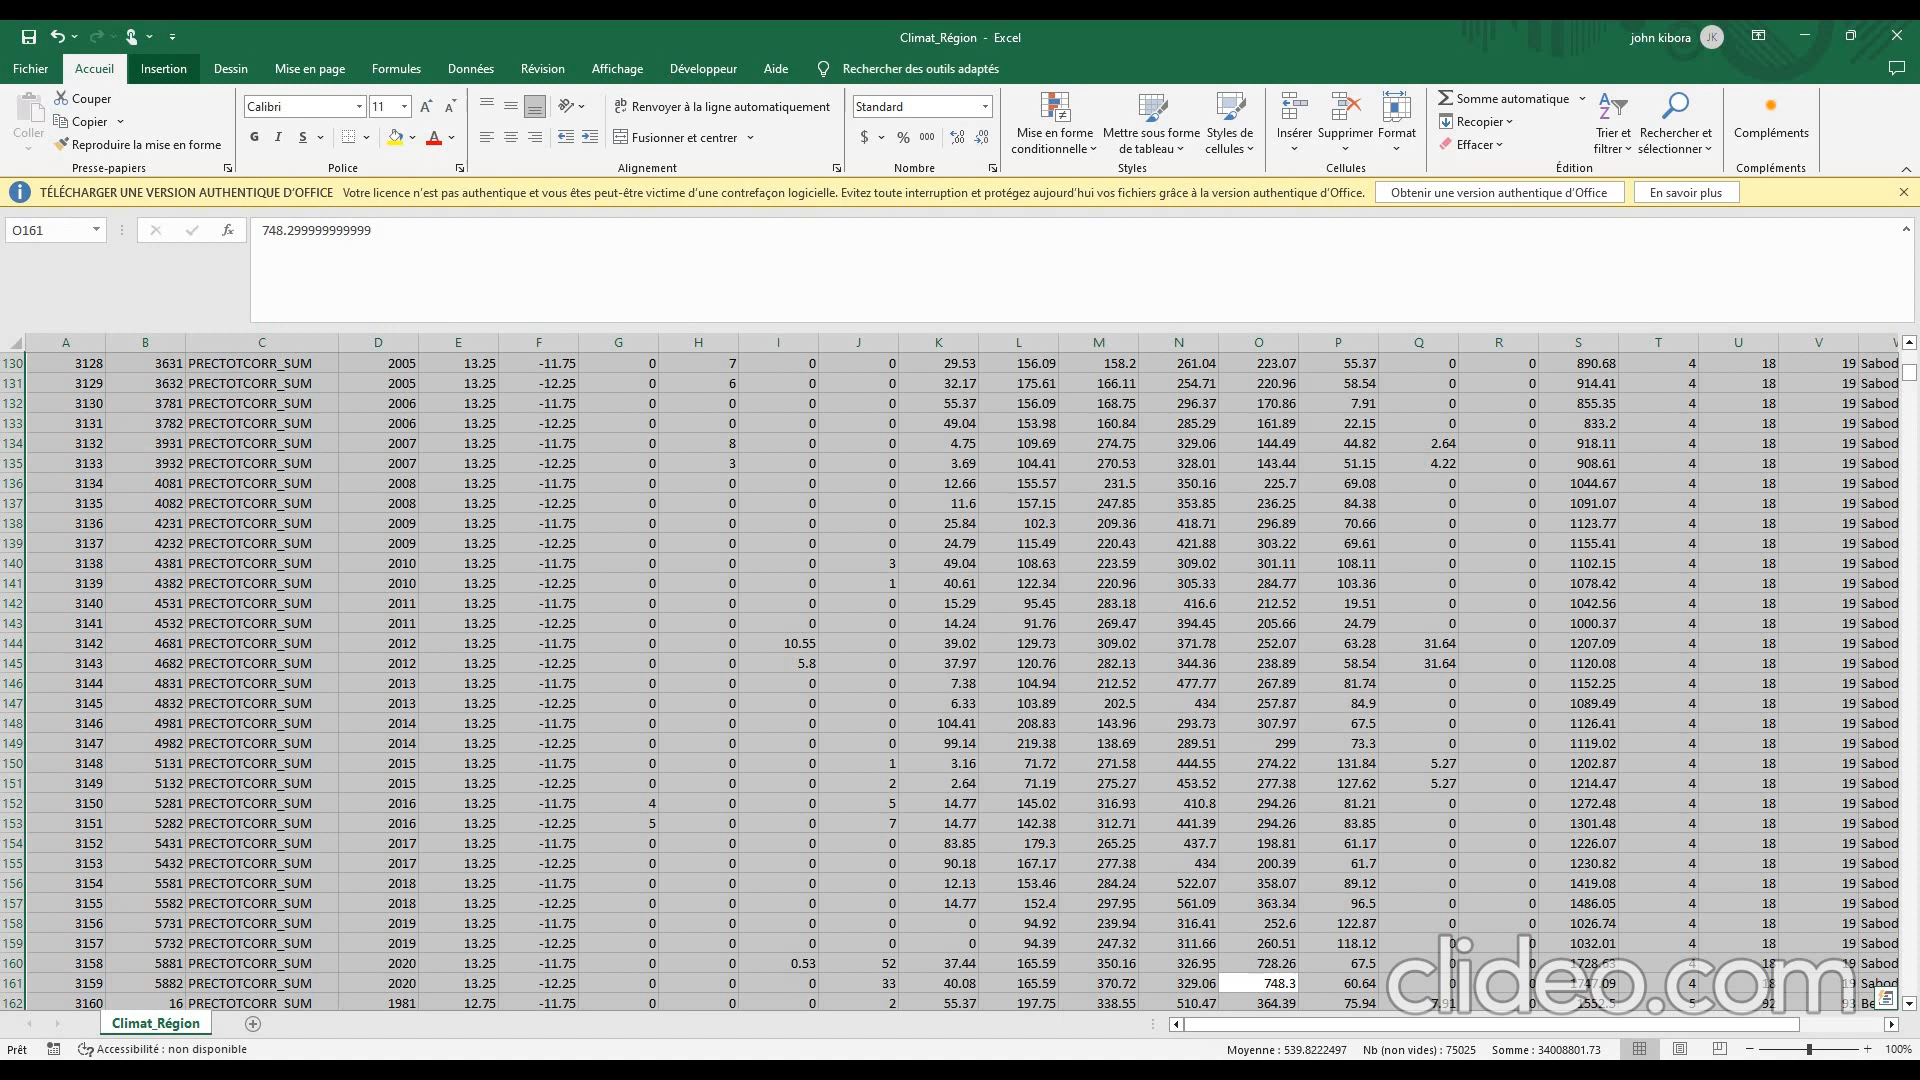 Climat_Région - Excel
john kibora JK
Fichier Accueil Insertion Dessin Mise en page Formules Données Révision Affichage Développeur Aide Rechercher des outils adaptés
Coller
Couper
Copier
Reproduire la mise en forme
Presse-papiers
Calibri 11
G I S
Police
Renvoyer à la ligne automatiquement
Fusionner et centrer
Alignement
Standard
$ % 000
Nombre
Mise en forme conditionnelle
Mettre sous forme de tableau
Styles de cellules
Styles
Insérer Supprimer Format
Cellules
Somme automatique
Recopier
Effacer
Trier et filtrer
Rechercher et sélectionner
Édition
Compléments
Compléments
TÉLÉCHARGER UNE VERSION AUTHENTIQUE D'OFFICE Votre licence n'est pas authentique et vous êtes peut-être victime d'une contrefaçon logicielle. Evitez toute interruption et protégez aujourd'hui vos fichiers grâce à la version authentique d'Office. Obtenir une version authentique d'Office En savoir plus
O161 fx 748.299999999999
A B C D E F G H I J K L M N O P Q R S T U V
130 3128 3631 PRECTOTCORR_SUM 2005 13.25 -11.75 0 7 0 0 29.53 156.09 158.2 261.04 223.07 55.37 0 0 890.68 4 18 19 Sabod
131 3129 3632 PRECTOTCORR_SUM 2005 13.25 -12.25 0 6 0 0 32.17 175.61 166.11 254.71 220.96 58.54 0 0 914.41 4 18 19 Sabod
132 3130 3781 PRECTOTCORR_SUM 2006 13.25 -11.75 0 0 0 0 55.37 156.09 168.75 296.37 170.86 7.91 0 0 855.35 4 18 19 Sabod
133 3131 3782 PRECTOTCORR_SUM 2006 13.25 -12.25 0 0 0 0 49.04 153.98 160.84 285.29 161.89 22.15 0 0 833.2 4 18 19 Sabod
134 3132 3931 PRECTOTCORR_SUM 2007 13.25 -11.75 0 8 0 0 4.75 109.69 274.75 329.06 144.49 44.82 2.64 0 918.11 4 18 19 Sabod
135 3133 3932 PRECTOTCORR_SUM 2007 13.25 -12.25 0 3 0 0 3.69 104.41 270.53 328.01 143.44 51.15 4.22 0 908.61 4 18 19 Sabod
136 3134 4081 PRECTOTCORR_SUM 2008 13.25 -11.75 0 0 0 0 12.66 155.57 231.5 350.16 225.7 69.08 0 0 1044.67 4 18 19 Sabod
137 3135 4082 PRECTOTCORR_SUM 2008 13.25 -12.25 0 0 0 0 11.6 157.15 247.85 353.85 236.25 84.38 0 0 1091.07 4 18 19 Sabod
138 3136 4231 PRECTOTCORR_SUM 2009 13.25 -11.75 0 0 0 0 25.84 102.3 209.36 418.71 296.89 70.66 0 0 1123.77 4 18 19 Sabod
139 3137 4232 PRECTOTCORR_SUM 2009 13.25 -12.25 0 0 0 0 24.79 115.49 220.43 421.88 303.22 69.61 0 0 1155.41 4 18 19 Sabod
140 3138 4381 PRECTOTCORR_SUM 2010 13.25 -11.75 0 0 0 3 49.04 108.63 223.59 309.02 301.11 108.11 0 0 1102.15 4 18 19 Sabod
141 3139 4382 PRECTOTCORR_SUM 2010 13.25 -12.25 0 0 0 1 40.61 122.34 220.96 305.33 284.77 103.36 0 0 1078.42 4 18 19 Sabod
142 3140 4531 PRECTOTCORR_SUM 2011 13.25 -11.75 0 0 0 0 15.29 95.45 283.18 416.6 212.52 19.51 0 0 1042.56 4 18 19 Sabod
143 3141 4532 PRECTOTCORR_SUM 2011 13.25 -12.25 0 0 0 0 14.24 91.76 269.47 394.45 205.66 24.79 0 0 1000.37 4 18 19 Sabod
144 3142 4681 PRECTOTCORR_SUM 2012 13.25 -11.75 0 0 10.55 0 39.02 129.73 309.02 371.78 252.07 63.28 31.64 0 1207.09 4 18 19 Sabod
145 3143 4682 PRECTOTCORR_SUM 2012 13.25 -12.25 0 0 5.8 0 37.97 120.76 282.13 344.36 238.89 58.54 31.64 0 1120.08 4 18 19 Sabod
146 3144 4831 PRECTOTCORR_SUM 2013 13.25 -11.75 0 0 0 0 7.38 104.94 212.52 477.77 267.89 81.74 0 0 1152.25 4 18 19 Sabod
147 3145 4832 PRECTOTCORR_SUM 2013 13.25 -12.25 0 0 0 0 6.33 103.89 202.5 434 257.87 84.9 0 0 1089.49 4 18 19 Sabod
148 3146 4981 PRECTOTCORR_SUM 2014 13.25 -11.75 0 0 0 0 104.41 208.83 143.96 293.73 307.97 67.5 0 0 1126.41 4 18 19 Sabod
149 3147 4982 PRECTOTCORR_SUM 2014 13.25 -12.25 0 0 0 0 99.14 219.38 138.69 289.51 299 73.3 0 0 1119.02 4 18 19 Sabod
150 3148 5131 PRECTOTCORR_SUM 2015 13.25 -11.75 0 0 0 1 3.16 71.72 271.58 444.55 274.22 131.84 5.27 0 1202.87 4 18 19 Sabod
151 3149 5132 PRECTOTCORR_SUM 2015 13.25 -12.25 0 0 0 2 2.64 71.19 275.27 453.52 277.38 127.62 5.27 0 1214.47 4 18 19 Sabod
152 3150 5281 PRECTOTCORR_SUM 2016 13.25 -11.75 4 0 0 5 14.77 145.02 316.93 410.8 294.26 81.21 0 0 1272.48 4 18 19 Sabod
153 3151 5282 PRECTOTCORR_SUM 2016 13.25 -12.25 5 0 0 7 14.77 142.38 312.71 441.39 294.26 83.85 0 0 1301.48 4 18 19 Sabod
154 3152 5431 PRECTOTCORR_SUM 2017 13.25 -11.75 0 0 0 0 83.85 179.3 265.25 437.7 198.81 61.17 0 0 1226.07 4 18 19 Sabod
155 3153 5432 PRECTOTCORR_SUM 2017 13.25 -12.25 0 0 0 0 90.18 167.17 277.38 434 200.39 61.7 0 0 1230.82 4 18 19 Sabod
156 3154 5581 PRECTOTCORR_SUM 2018 13.25 -11.75 0 0 0 0 12.13 153.46 284.24 522.07 358.07 89.12 0 0 1419.08 4 18 19 Sabod
157 3155 5582 PRECTOTCORR_SUM 2018 13.25 -12.25 0 0 0 0 14.77 152.4 297.95 561.09 363.34 96.5 0 0 1486.05 4 18 19 Sabod
158 3156 5731 PRECTOTCORR_SUM 2019 13.25 -11.75 0 0 0 0 0 94.92 239.94 316.41 252.6 122.87 0 0 1026.74 4 18 19 Sabod
159 3157 5732 PRECTOTCORR_SUM 2019 13.25 -12.25 0 0 0 0 0 94.39 247.32 311.66 260.51 118.12 0 0 1032.01 4 18 19 Sabod
160 3158 5881 PRECTOTCORR_SUM 2020 13.25 -11.75 0 0 0.53 52 37.44 165.59 350.16 326.95 728.26 67.5 0 0 1728.63 4 18 19 Sabod
161 3159 5882 PRECTOTCORR_SUM 2020 13.25 -12.25 0 0 0 33 40.08 165.59 370.72 329.06 748.3 60.64 0 0 1747.09 4 18 19 Sabod
162 3160 16 PRECTOTCORR_SUM 1981 12.75 -11.75 0 0 0 2 55.37 197.75 338.55 510.47 364.39 75.94 7.91 0 1552.5 5 92 93 Be
clideo.com
Climat_Région
Prêt Accessibilité : non disponible Moyenne : 539.8222497 Nb (non vides) : 75025 Somme : 34008801.73 100%